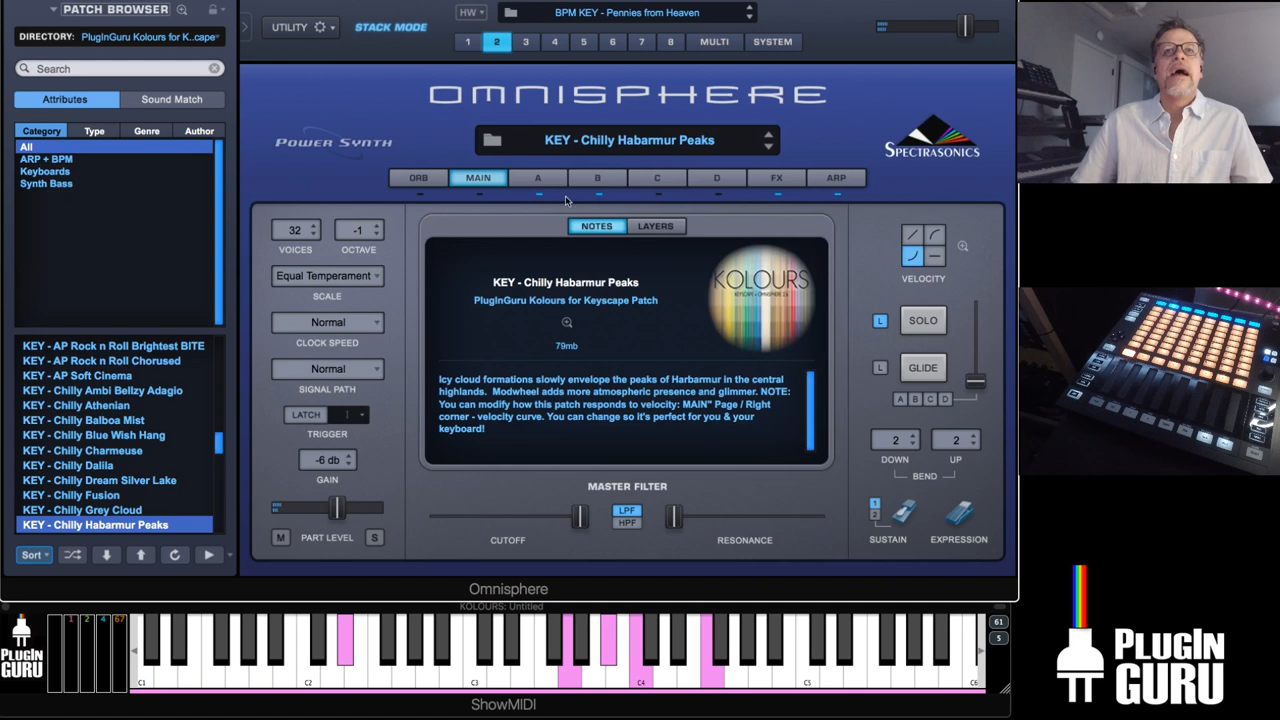 PATCH BROWSER
DIRECTORY: PlugInGuru Kolours for K..cape
Search
Attributes Sound Match
Category Type Genre Author
All
ARP + BPM
Keyboards
Synth Bass
KEY - AP Rock n Roll Brightest BITE
KEY - AP Rock n Roll Chorused
KEY - AP Soft Cinema
KEY - Chilly Ambi Bellzy Adagio
KEY - Chilly Athenian
KEY - Chilly Balboa Mist
KEY - Chilly Blue Wish Hang
KEY - Chilly Charmeuse
KEY - Chilly Dalila
KEY - Chilly Dream Silver Lake
KEY - Chilly Fusion
KEY - Chilly Grey Cloud
KEY - Chilly Habarmur Peaks
Sort
UTILITY STACK MODE
HW BPM KEY - Pennies from Heaven
1 2 3 4 5 6 7 8 MULTI SYSTEM
OMNISPHERE
POWER SYNTH
KEY - Chilly Habarmur Peaks
SPECTRASONICS
ORB MAIN A B C D FX ARP
32 -1
VOICES OCTAVE
Equal Temperament
SCALE
Normal
CLOCK SPEED
Normal
SIGNAL PATH
LATCH
TRIGGER
-6 db
GAIN
M PART LEVEL S
NOTES LAYERS
KEY - Chilly Habarmur Peaks
PlugInGuru Kolours for Keyscape Patch
79mb
KOLOURS
Icy cloud formations slowly envelope the peaks of Harbarmur in the central
highlands. Modwheel adds more atmospheric presence and glimmer. NOTE:
You can modify how this patch responds to velocity: MAIN" Page / Right
corner - velocity curve. You can change so it's perfect for you & your
keyboard!
MASTER FILTER
LPF
HPF
CUTOFF RESONANCE
VELOCITY
L SOLO
L GLIDE
A B C D
2 2
DOWN UP
BEND
1
2
SUSTAIN EXPRESSION
Omnisphere
KOLOURS: Untitled
1 2 4 67
PLUGIN
GURU
C1 C2 C3 C4 C5 C6
61
5
ShowMIDI
PLUGIN
GURU